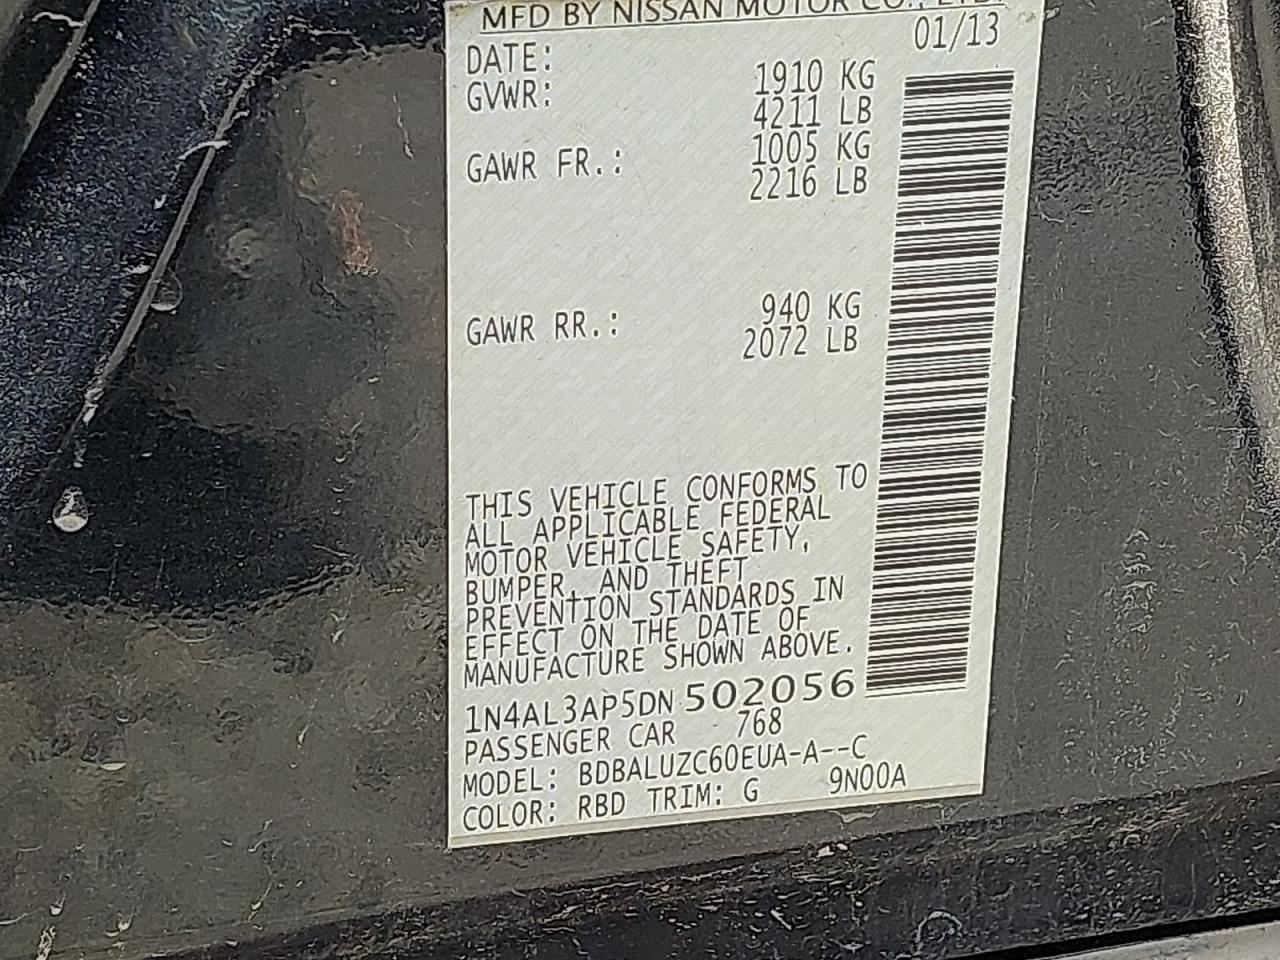 MFD BY NISSAN MOTOR CO., LTD.
DATE: 01/13
GVWR: 1910 KG
4211 LB
GAWR FR.: 1005 KG
2216 LB
GAWR RR.: 940 KG
2072 LB
THIS VEHICLE CONFORMS TO
ALL APPLICABLE FEDERAL
MOTOR VEHICLE SAFETY,
BUMPER, AND THEFT
PREVENTION STANDARDS IN
EFFECT ON THE DATE OF
MANUFACTURE SHOWN ABOVE.
1N4AL3AP5DN502056
PASSENGER CAR 768
MODEL: BDBALUZC60EUA-A--C
COLOR: RBD TRIM: G 9N00A